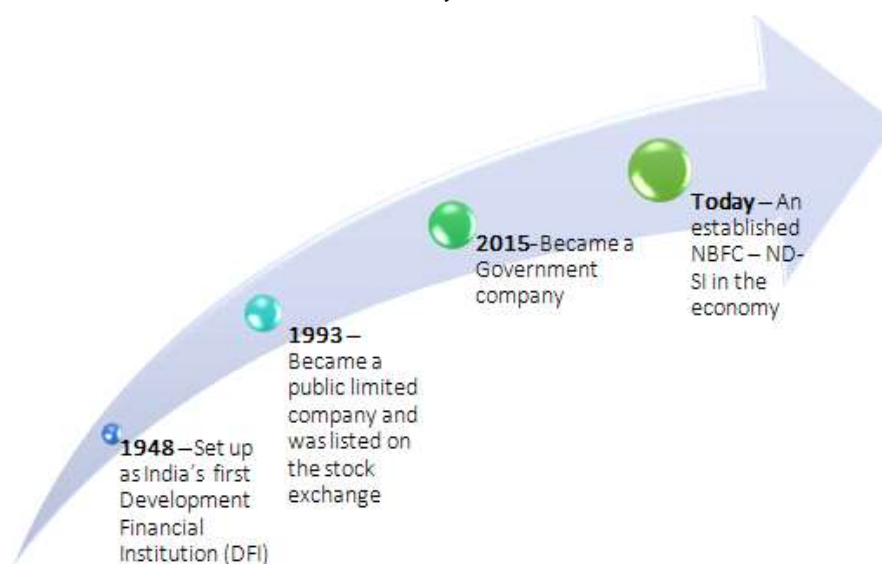 1948 – Set up
as India's first
Development
Financial
Institution (DFI)
1993 –
Became a
public limited
company and
was listed on
the stock
exchange
2015-Became a
Government
company
Today – An
established
NBFC – ND-
SI in the
economy